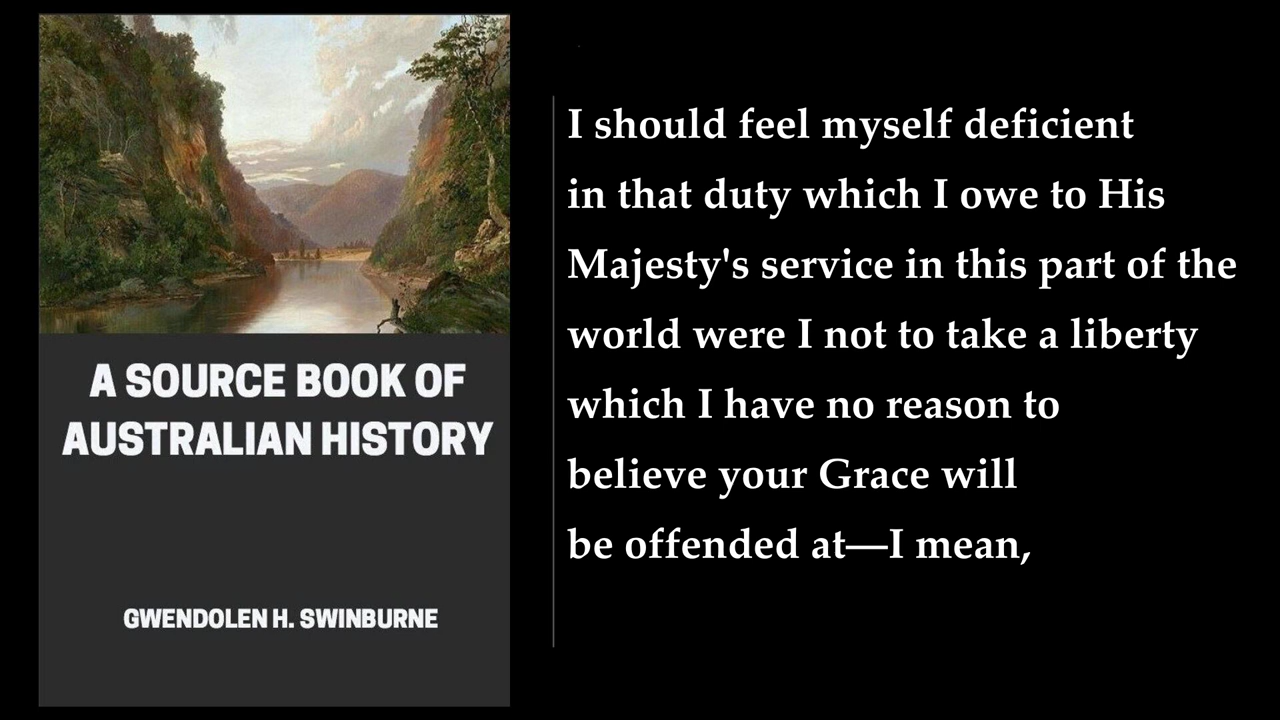 A SOURCE BOOK OF
AUSTRALIAN HISTORY
GWENDOLEN H. SWINBURNE
I should feel myself deficient
in that duty which I owe to His
Majesty's service in this part of the
world were I not to take a liberty
which I have no reason to
believe your Grace will
be offended at—I mean,